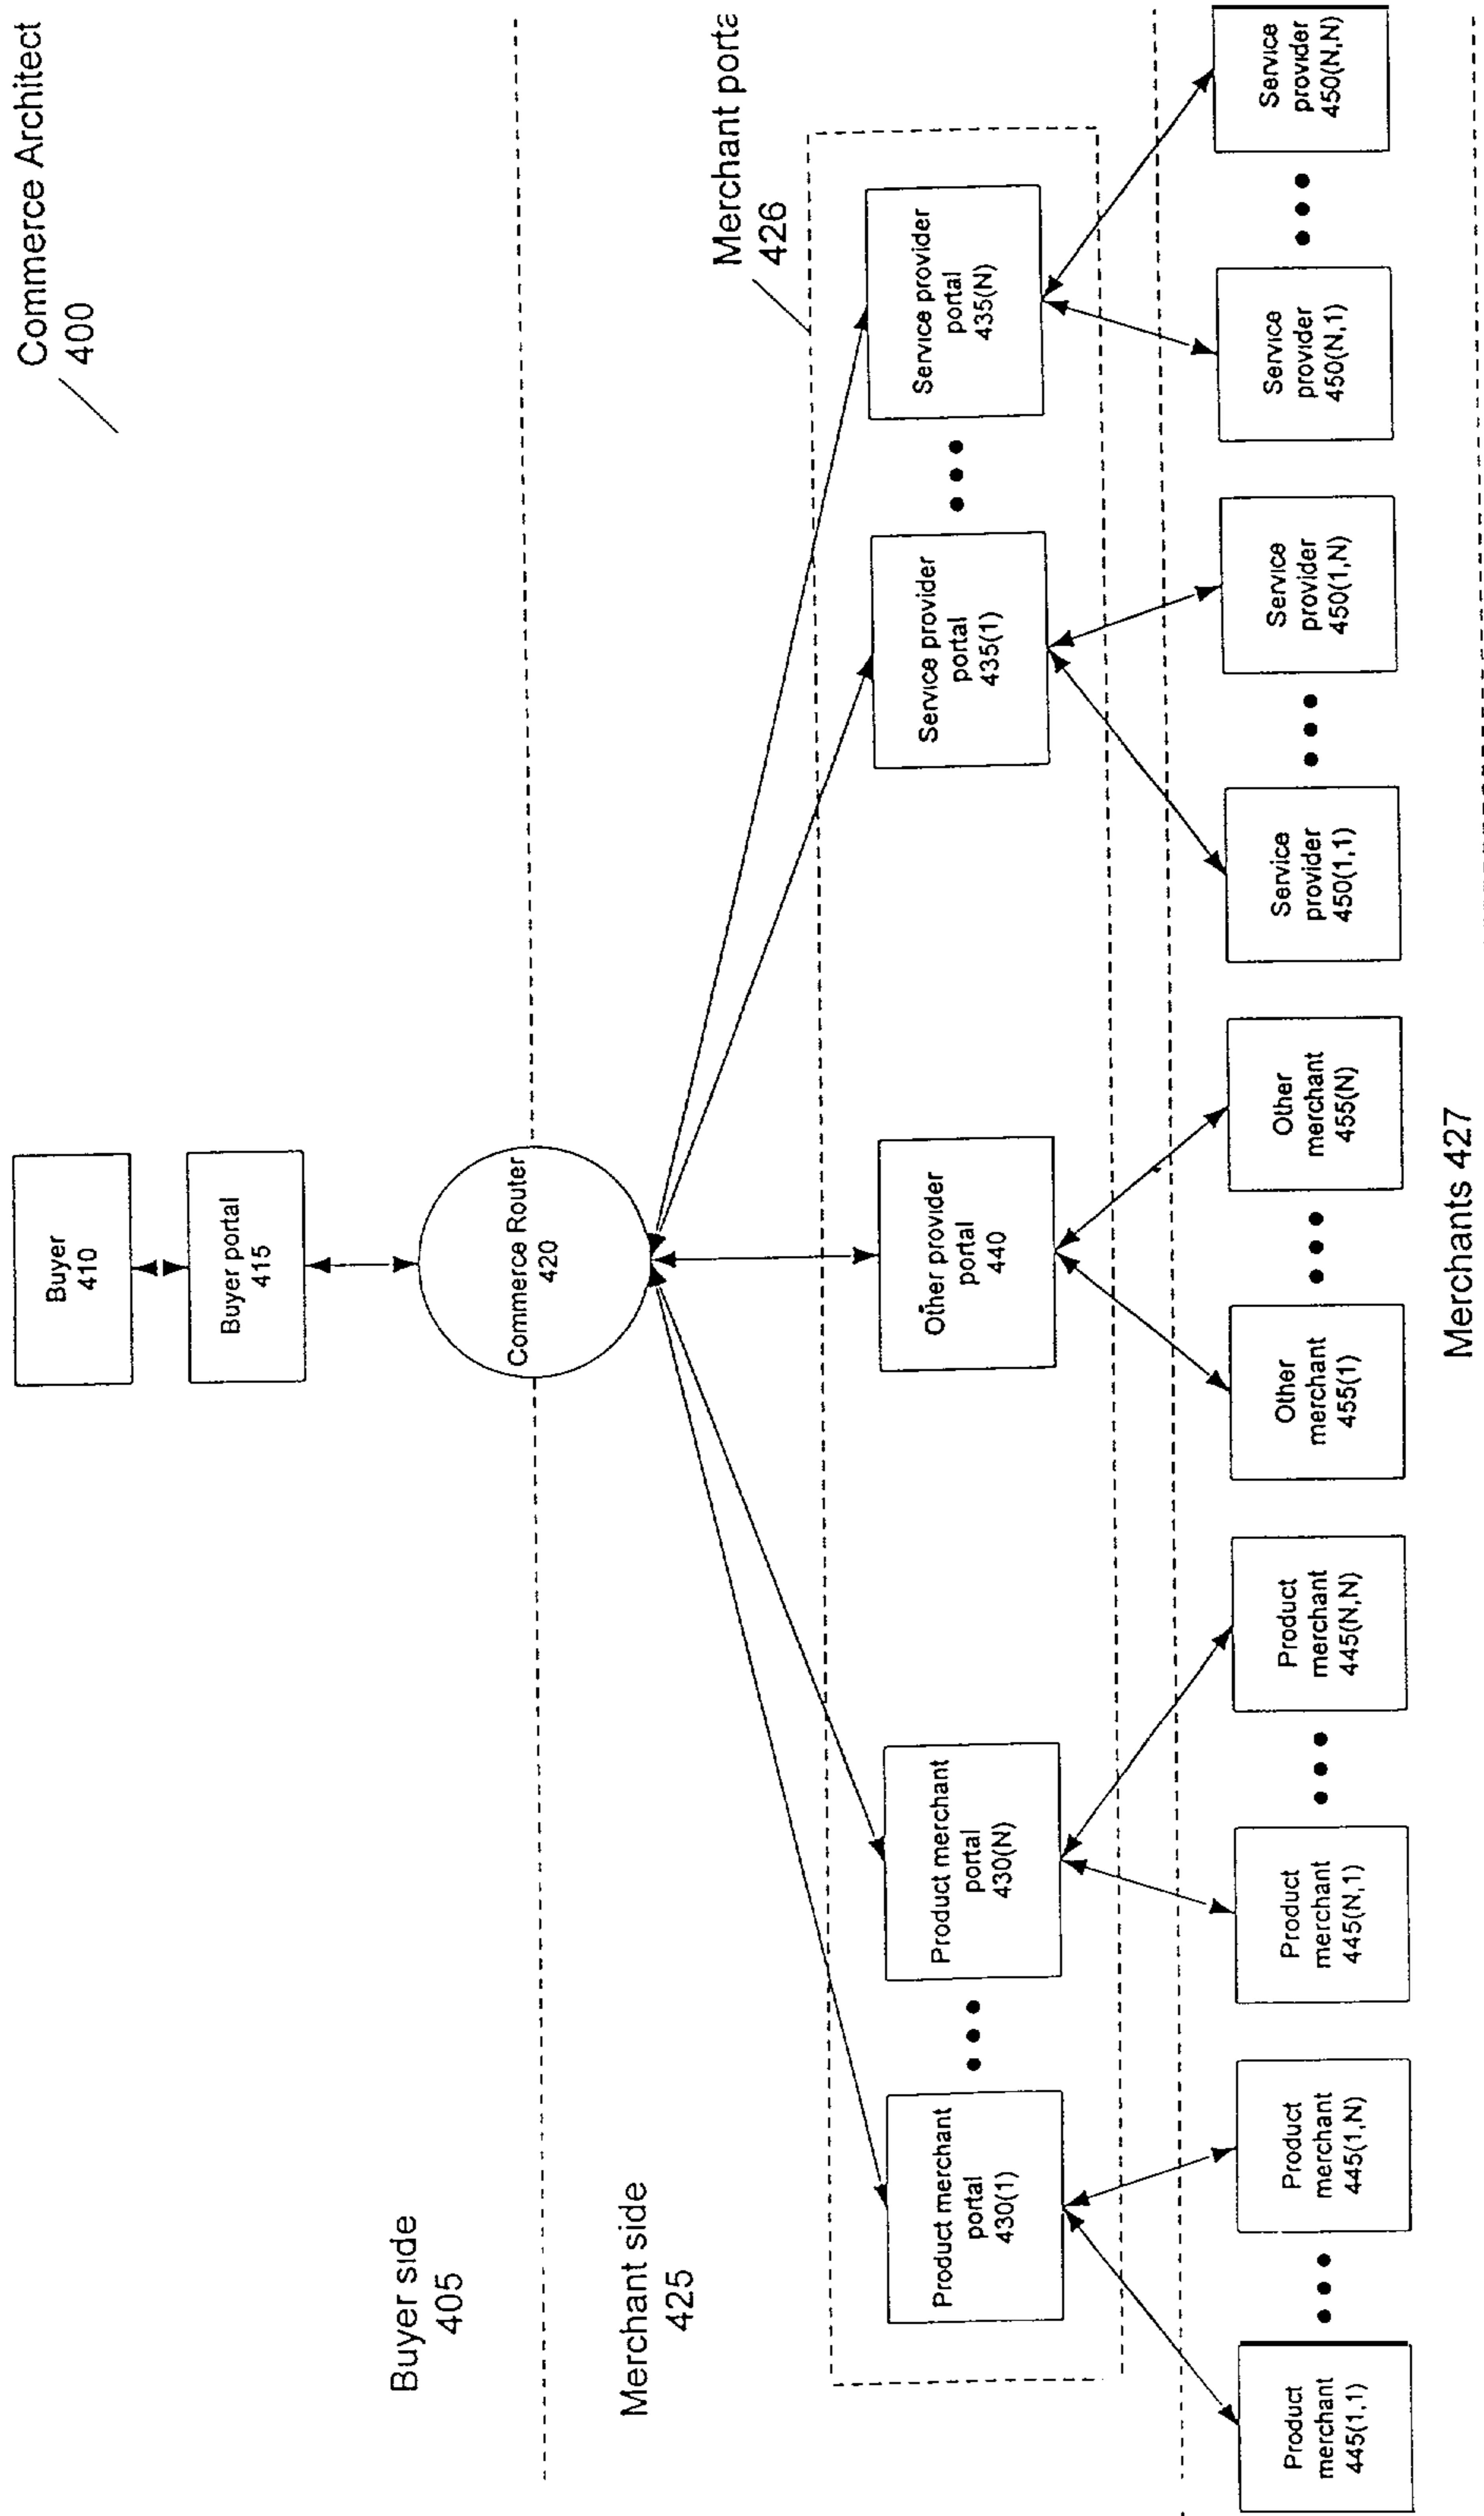 Commerce Architect
400
Buyer
410
Buyer portal
415
Buyer side
405
Commerce Router
420
Merchant side
425
Merchant porta
426
Product merchant
portal
430(1)
Product merchant
portal
430(N)
Other provider
portal
440
Service provider
portal
435(1)
Service provider
portal
435(N)
Product
merchant
445(1,1)
Product
merchant
445(1,N)
Product
merchant
445(N,1)
Product
merchant
445(N,N)
Other
merchant
455(1)
Other
merchant
455(N)
Service
provider
450(1,1)
Service
provider
450(1,N)
Service
provider
450(N,1)
Service
provider
450(N,N)
Merchants 427